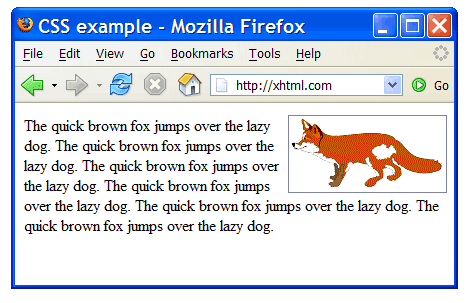 CSS example - Mozilla Firefox
File Edit View Go Bookmarks Tools Help
http://xhtml.com Go
The quick brown fox jumps over the lazy
dog. The quick brown fox jumps over the
lazy dog. The quick brown fox jumps over
the lazy dog. The quick brown fox jumps
over the lazy dog. The quick brown fox jumps over the lazy dog. The
quick brown fox jumps over the lazy dog.